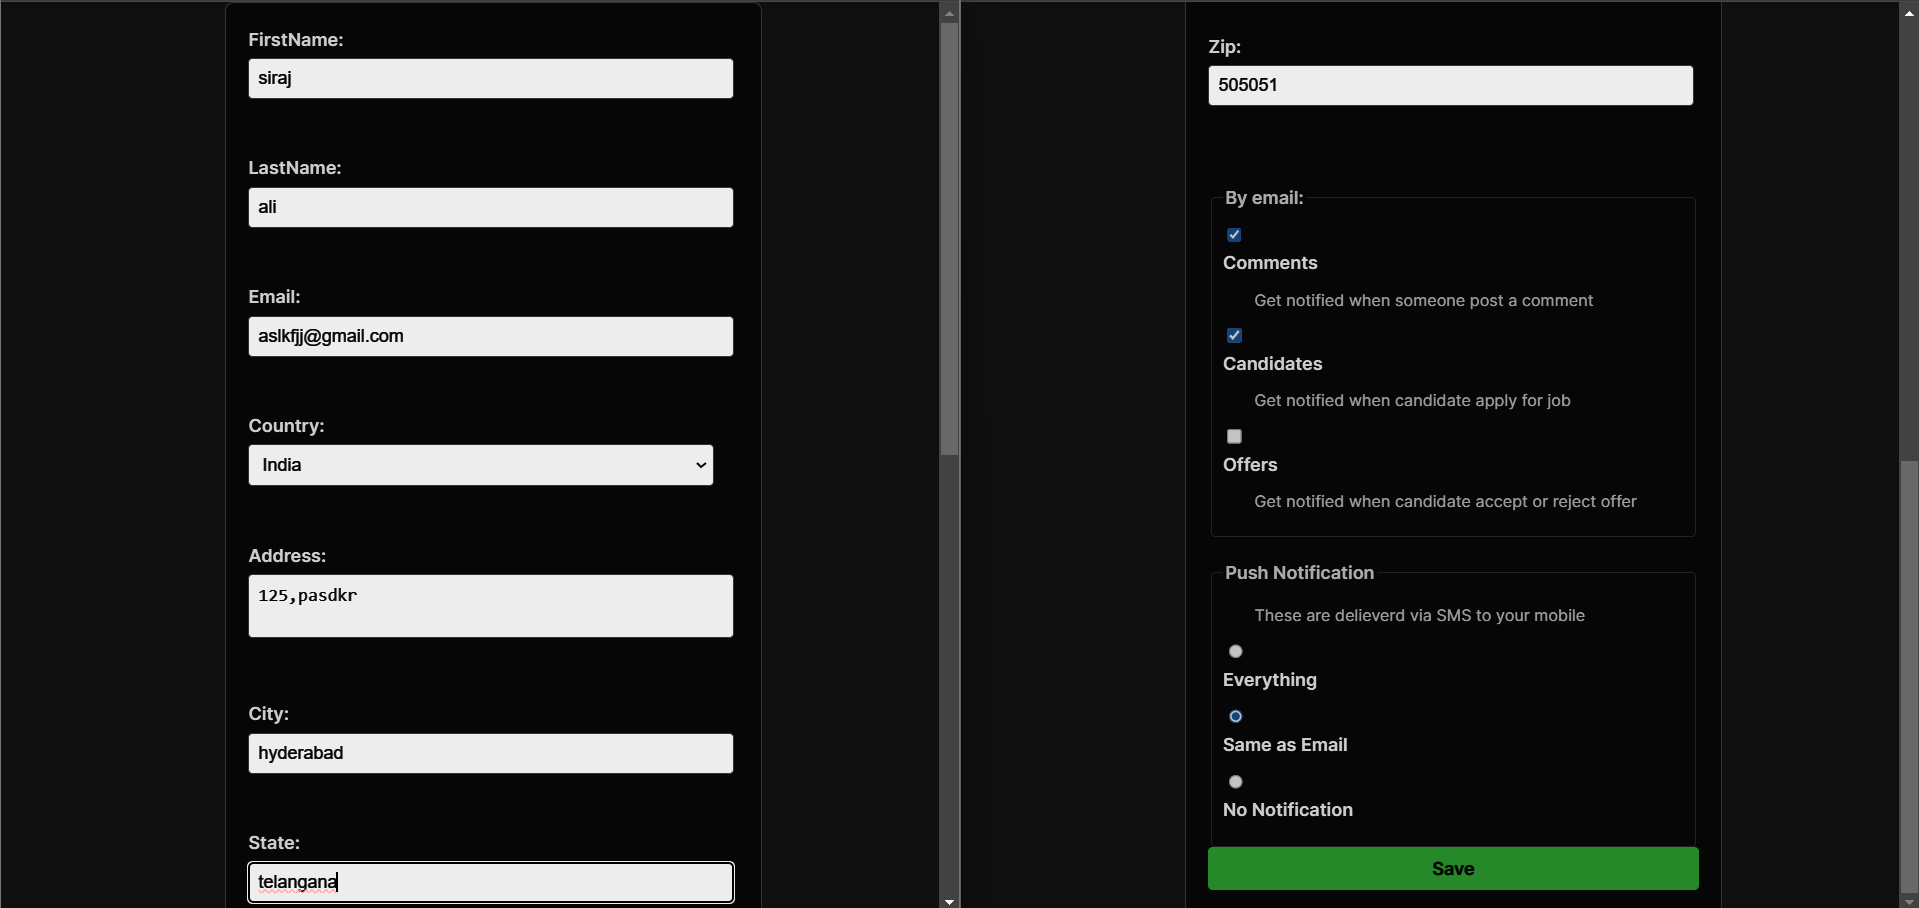 FirstName:
siraj
LastName:
ali
Email:
aslkfjj@gmail.com
Country:
India
Address:
125,pasdkr
City:
hyderabad
State:
telangana
Zip:
505051
By email:
Comments
Get notified when someone post a comment
Candidates
Get notified when candidate apply for job
Offers
Get notified when candidate accept or reject offer
Push Notification
These are delieverd via SMS to your mobile
Everything
Same as Email
No Notification
Save